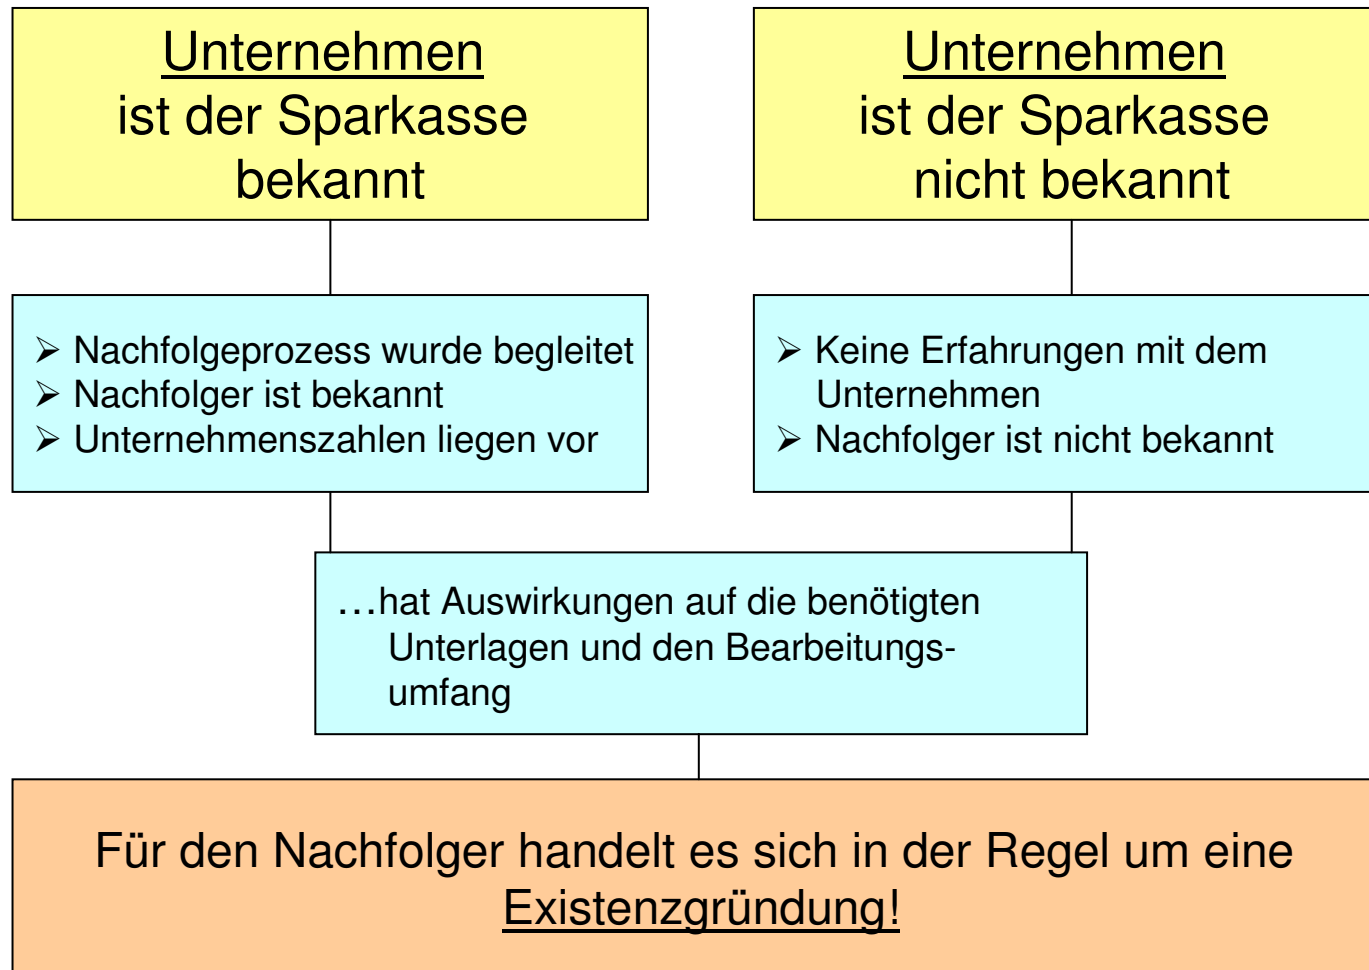 Unternehmen
ist der Sparkasse
bekannt
Unternehmen
ist der Sparkasse
nicht bekannt
➢ Nachfolgeprozess wurde begleitet
➢ Nachfolger ist bekannt
➢ Unternehmenszahlen liegen vor
➢ Keine Erfahrungen mit dem
Unternehmen
➢ Nachfolger ist nicht bekannt
…hat Auswirkungen auf die benötigten
Unterlagen und den Bearbeitungs-
umfang
Für den Nachfolger handelt es sich in der Regel um eine
Existenzgründung!